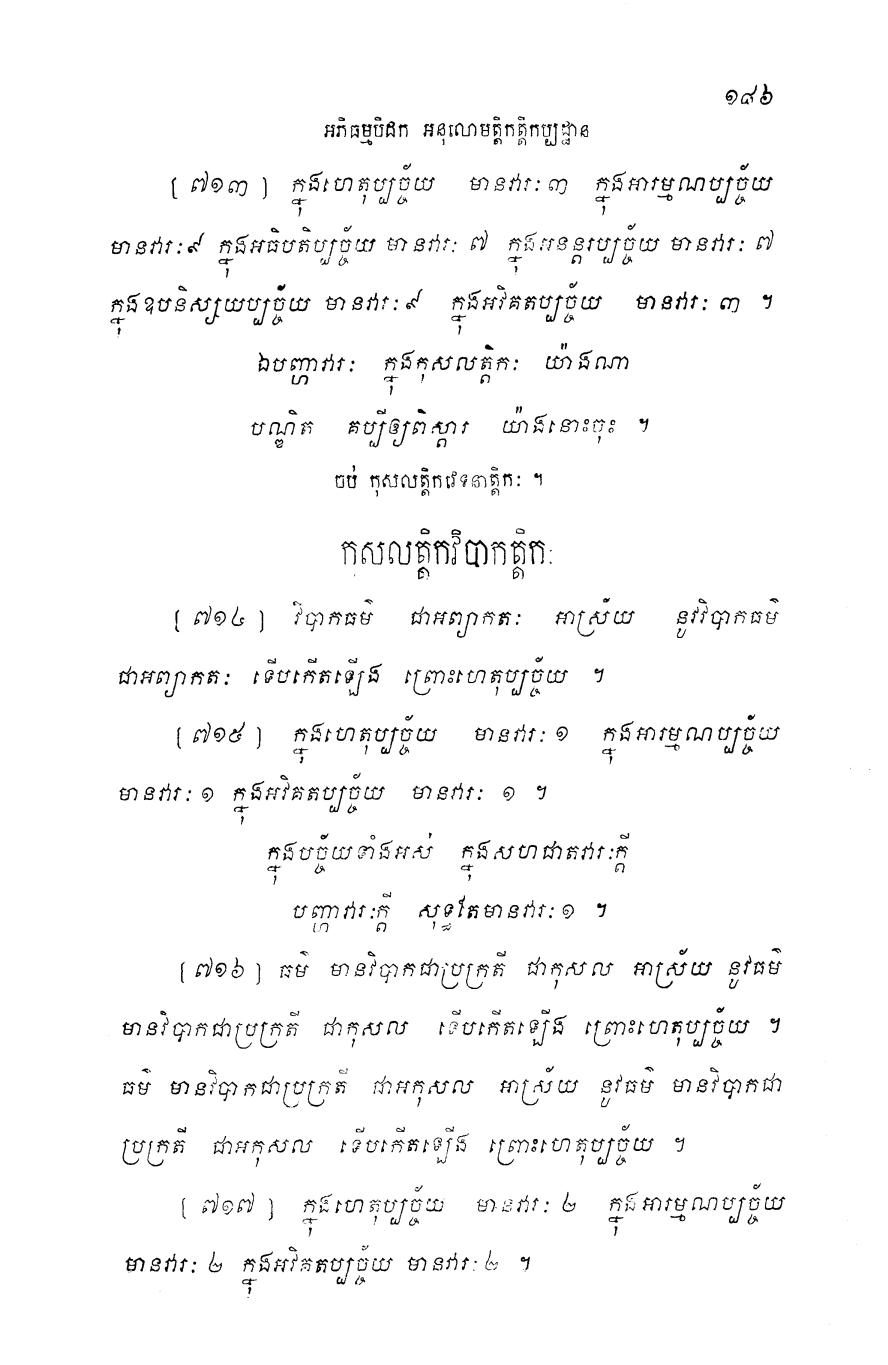 ១៨៦
អភិធម្មបិដក អនុលោមត្តិកត្តិកប្បដ្ឋាន
[ ៧១៣ ] ក្នុងហេតុប្បច្ច័យ មានវារៈ ៣ ក្នុងអារម្មណប្បច្ច័យ
មានវារៈ ៩ ក្នុងអធិបតិប្បច្ច័យ មានវារៈ ៧ ក្នុងអនន្តរប្បច្ច័យ មានវារៈ ៧
ក្នុងឧបនិស្សយប្បច្ច័យ មានវារៈ ៩ ក្នុងអវិគតប្បច្ច័យ មានវារៈ ៣ ។
ឯបញ្ហាវារៈ ក្នុងកុសលត្តិកៈ យ៉ាងណា
បណ្ឌិត គប្បីឲ្យពិស្តារ យ៉ាងនោះចុះ ។
ចប់ កុសលត្តិកវេទនាត្តិកៈ ។
កុសលត្តិកវិបាកត្តិកៈ
[ ៧១៤ ] វិបាកធម៌ ជាអព្យាកតៈ អាស្រ័យ នូវវិបាកធម៌
ជាអព្យាកតៈ ទើបកើតឡើង ព្រោះហេតុប្បច្ច័យ ។
[ ៧១៥ ] ក្នុងហេតុប្បច្ច័យ មានវារៈ ១ ក្នុងអារម្មណប្បច្ច័យ
មានវារៈ ១ ក្នុងអវិគតប្បច្ច័យ មានវារៈ ១ ។
ក្នុងបច្ច័យទាំងអស់ ក្នុងសហជាតវារៈក្តី
បញ្ហាវារៈក្តី សុទ្ធតែមានវារៈ ១ ។
[ ៧១៦ ] ធម៌ មានវិបាកជាប្រក្រតី ជាកុសល អាស្រ័យ នូវធម៌
មានវិបាកជាប្រក្រតី ជាកុសល ទើបកើតឡើង ព្រោះហេតុប្បច្ច័យ ។
ធម៌ មានវិបាកជាប្រក្រតី ជាអកុសល អាស្រ័យ នូវធម៌ មានវិបាកជា
ប្រក្រតី ជាអកុសល ទើបកើតឡើង ព្រោះហេតុប្បច្ច័យ ។
[ ៧១៧ ] ក្នុងហេតុប្បច្ច័យ មានវារៈ ២ ក្នុងអារម្មណប្បច្ច័យ
មានវារៈ ២ ក្នុងអវិគតប្បច្ច័យ មានវារៈ ២ ។